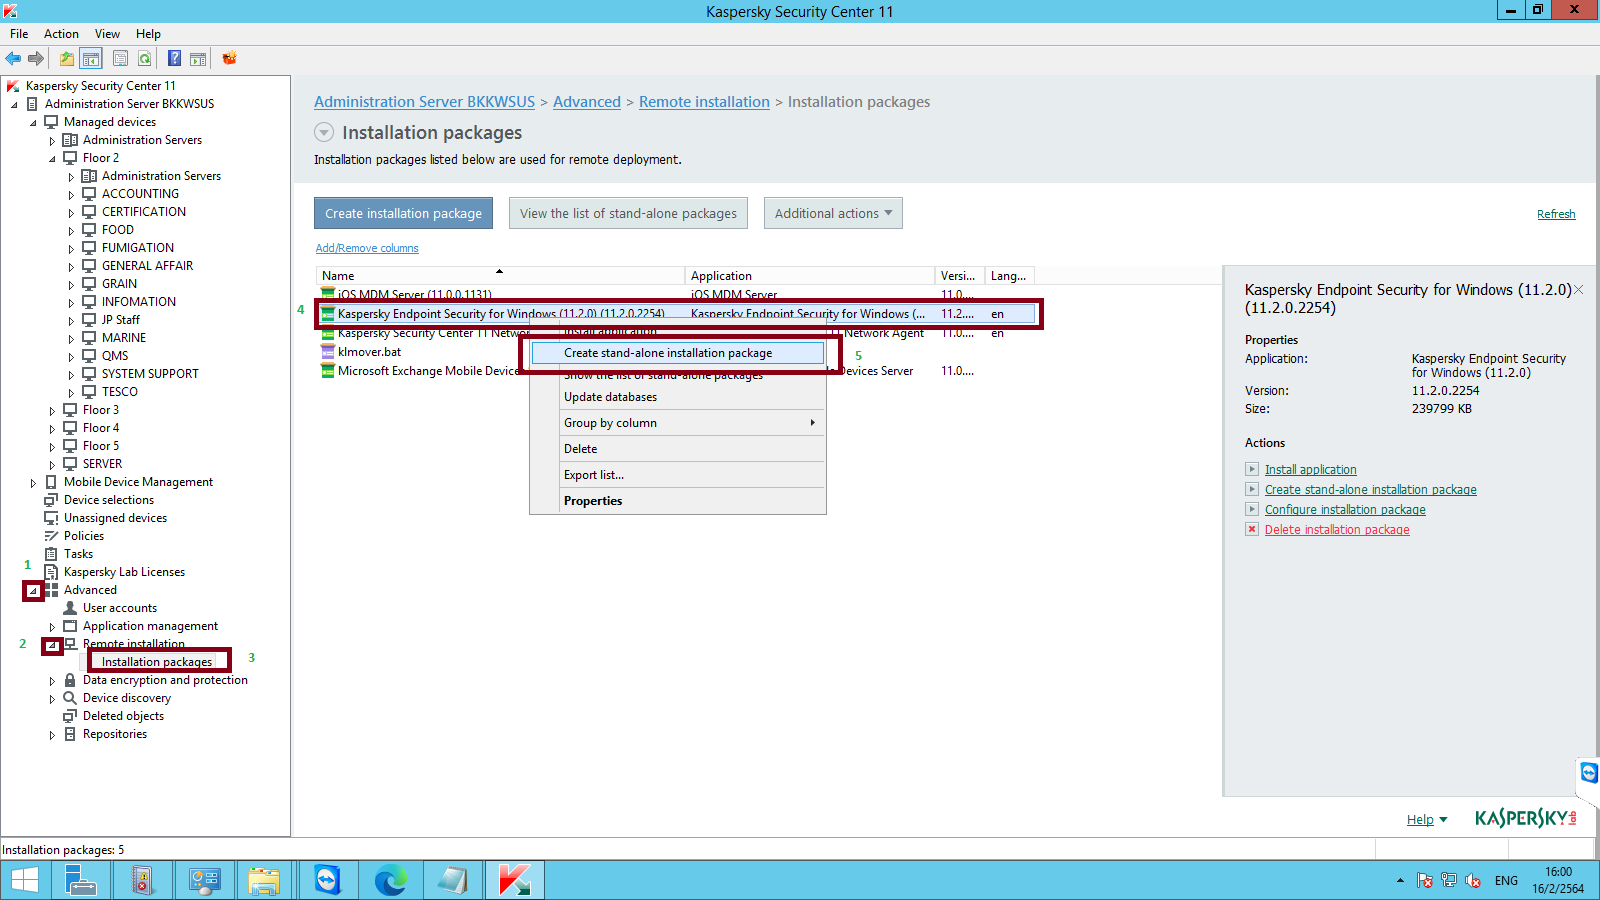 Kaspersky Security Center 11
File Action View Help
Kaspersky Security Center 11
Administration Server BKKWSUS
Managed devices
Administration Servers
Floor 2
Administration Servers
ACCOUNTING
CERTIFICATION
FOOD
FUMIGATION
GENERAL AFFAIR
GRAIN
INFOMATION
JP Staff
MARINE
QMS
SYSTEM SUPPORT
TESCO
Floor 3
Floor 4
Floor 5
SERVER
Mobile Device Management
Device selections
Unassigned devices
Policies
Tasks
1
Kaspersky Lab Licenses
Advanced
User accounts
Application management
2
Remote installation
Installation packages
3
Data encryption and protection
Device discovery
Deleted objects
Repositories
Administration Server BKKWSUS > Advanced > Remote installation > Installation packages
Installation packages
Installation packages listed below are used for remote deployment.
Create installation package
View the list of stand-alone packages
Additional actions
Refresh
Add/Remove columns
Name Application Versi... Lang...
iOS MDM Server (11.0.0.1131) iOS MDM Server 11.0....
4
Kaspersky Endpoint Security for Windows (11.2.0) (11.2.0.2254) Kaspersky Endpoint Security for Windows (... 11.2.... en
Kaspersky Security Center 11 Networ Network Agent 11.0.... en
klmover.bat
Microsoft Exchange Mobile Device Devices Server 11.0....
Install application
Create stand-alone installation package
5
Show the list of stand-alone packages
Update databases
Group by column
Delete
Export list...
Properties
Kaspersky Endpoint Security for Windows (11.2.0)
(11.2.0.2254)
Properties
Application: Kaspersky Endpoint Security
for Windows (11.2.0)
Version: 11.2.0.2254
Size: 239799 KB
Actions
Install application
Create stand-alone installation package
Configure installation package
Delete installation package
Help
KASPERSKY lab
Installation packages: 5
ENG
16:00
16/2/2564